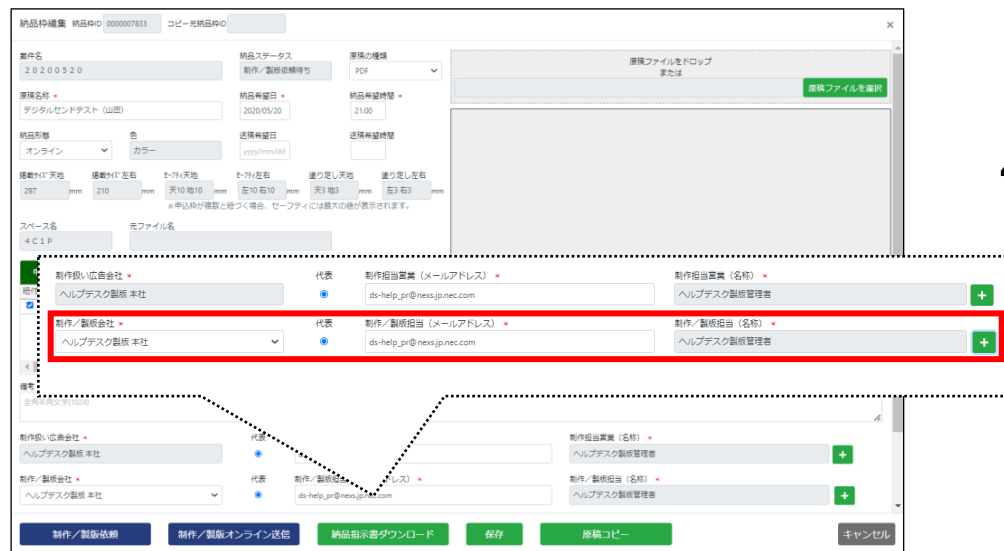 納品枠編集 納品枠ID 0000007833 コピー元納品枠ID ×
案件名 納品ステータス 原稿の種類
２０２００５２０ 制作／製版依頼待ち PDF
原稿ファイルをドロップ
または
原稿ファイルを選択
原稿名称 * 納品希望日 * 納品希望時間 *
デジタルセンドテスト（山田） 2020/05/20 21:00
納品形態 色 送稿希望日 送稿希望時間
オンライン カラー yyyy/mm/dd
掲載ｻｲｽﾞ天地 掲載ｻｲｽﾞ左右 ｾｰﾌﾃｨ天地 ｾｰﾌﾃｨ左右 塗り足し天地 塗り足し左右
297 mm 210 mm 天10 地10 mm 左10 右10 mm 天3 地3 mm 左3 右3 mm
※申込枠が複数と紐づく場合、セーフティには最大の値が表示されます。
スペース名 元ファイル名
４Ｃ１Ｐ
制作扱い広告会社 * 代表 制作担当営業（メールアドレス） * 制作担当営業（名称） *
ヘルプデスク製版 本社 ds-help_pr@nexs.jp.nec.com ヘルプデスク製版管理者 +
制作／製版会社 * 代表 制作／製版担当（メールアドレス） * 制作／製版担当（名称） *
ヘルプデスク製版 本社 ds-help_pr@nexs.jp.nec.com ヘルプデスク製版管理者 +
備考
全角半角文字(1024)
制作扱い広告会社 * 代表 制作担当営業（名称） *
ヘルプデスク製版 本社 ヘルプデスク製版管理者 +
制作／製版会社 * 代表 制作／製版担当 レス） * 制作／製版担当（名称） *
ヘルプデスク製版 本社 ds-help_pr@nexs.jp.nec.com ヘルプデスク製版管理者 +
制作／製版依頼 制作／製版オンライン送信 納品指示書ダウンロード 保存 原稿コピー キャンセル